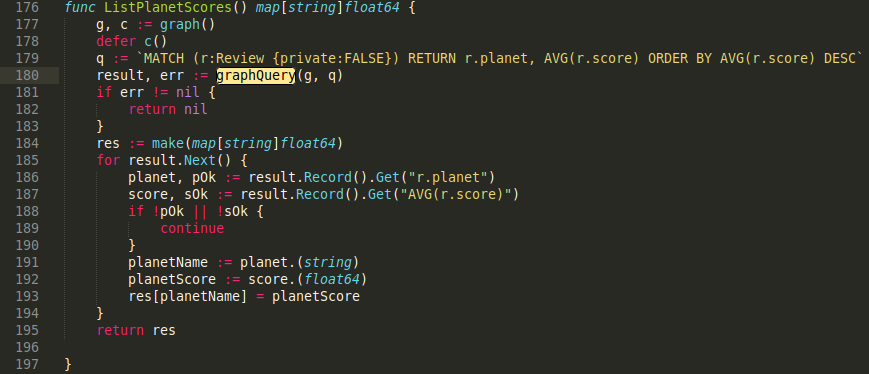 176 func ListPlanetScores() map[string]float64 {
177     g, c := graph()
178     defer c()
179     q := `MATCH (r:Review {private:FALSE}) RETURN r.planet, AVG(r.score) ORDER BY AVG(r.score) DESC`
180     result, err := graphQuery(g, q)
181     if err != nil {
182         return nil
183     }
184     res := make(map[string]float64)
185     for result.Next() {
186         planet, pOk := result.Record().Get("r.planet")
187         score, sOk := result.Record().Get("AVG(r.score)")
188         if !pOk || !sOk {
189             continue
190         }
191         planetName := planet.(string)
192         planetScore := score.(float64)
193         res[planetName] = planetScore
194     }
195     return res
196
197 }